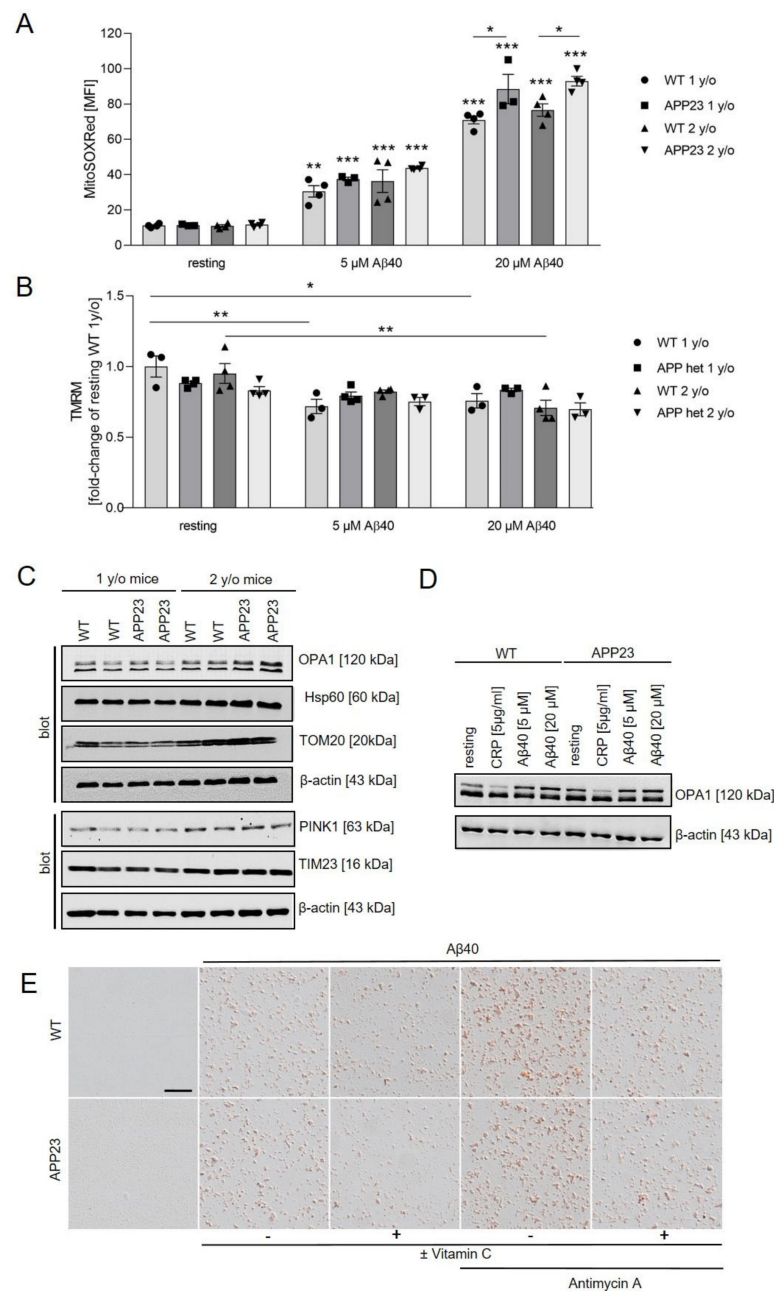 A
MitoSOXRed [MFI]
120
100
80
60
40
20
0
** *** *** ***
*** *** *** ***
* *
resting
5 µM Aβ40
20 µM Aβ40
WT 1 y/o
APP23 1 y/o
WT 2 y/o
APP23 2 y/o
B
TMRM
[fold-change of resting WT 1y/o]
1.5
1.0
0.5
0.0
*
**
**
resting
5 µM Aβ40
20 µM Aβ40
WT 1 y/o
APP het 1 y/o
WT 2 y/o
APP het 2 y/o
C
1 y/o mice
2 y/o mice
WT WT APP23 APP23 WT WT APP23 APP23
blot
OPA1 [120 kDa]
Hsp60 [60 kDa]
TOM20 [20kDa]
β-actin [43 kDa]
blot
PINK1 [63 kDa]
TIM23 [16 kDa]
β-actin [43 kDa]
D
WT
APP23
resting CRP [5µg/ml] Aβ40 [5 µM] Aβ40 [20 µM] resting CRP [5µg/ml] Aβ40 [5 µM] Aβ40 [20 µM]
OPA1 [120 kDa]
β-actin [43 kDa]
E
Aβ40
WT
APP23
- + - +
± Vitamin C
Antimycin A